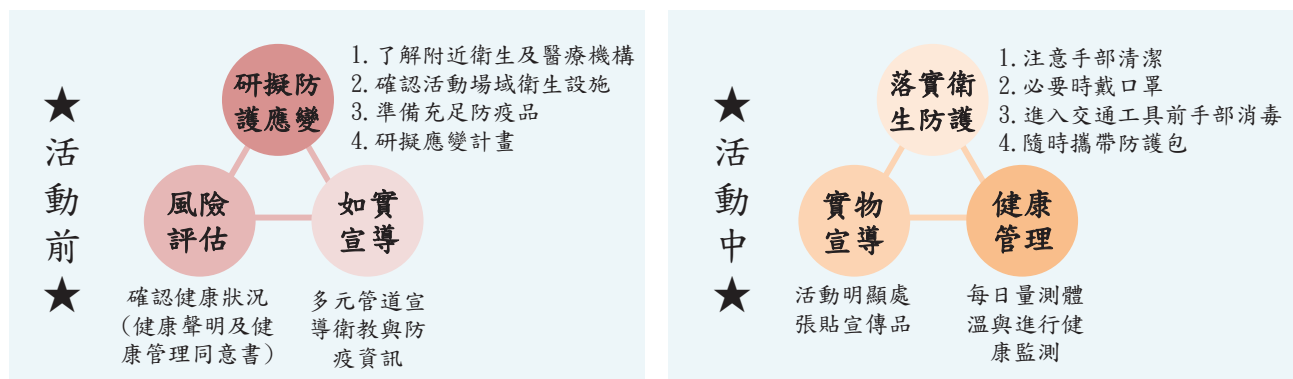 ★活動前★
研擬防
護應變
1. 了解附近衛生及醫療機構
2. 確認活動場域衛生設施
3. 準備充足防疫品
4. 研擬應變計畫
風險
評估
確認健康狀況
(健康聲明及健
康管理同意書)
如實
宣導
多元管道宣
導衛教與防
疫資訊
★活動中★
落實衛
生防護
1. 注意手部清潔
2. 必要時戴口罩
3. 進入交通工具前手部消毒
4. 隨時攜帶防護包
實物
宣導
活動明顯處
張貼宣傳品
健康
管理
每日量測體
溫與進行健
康監測